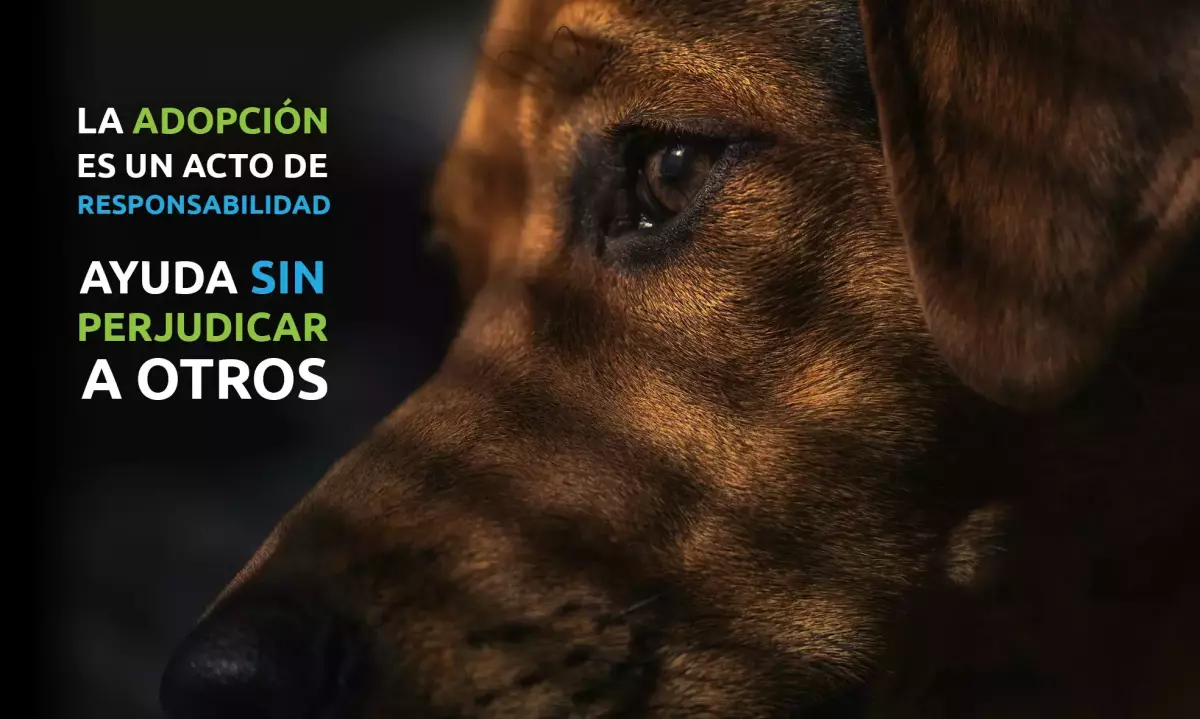 LA ADOPCIÓN
ES UN ACTO DE
RESPONSABILIDAD
AYUDA SIN
PERJUDICAR
A OTROS